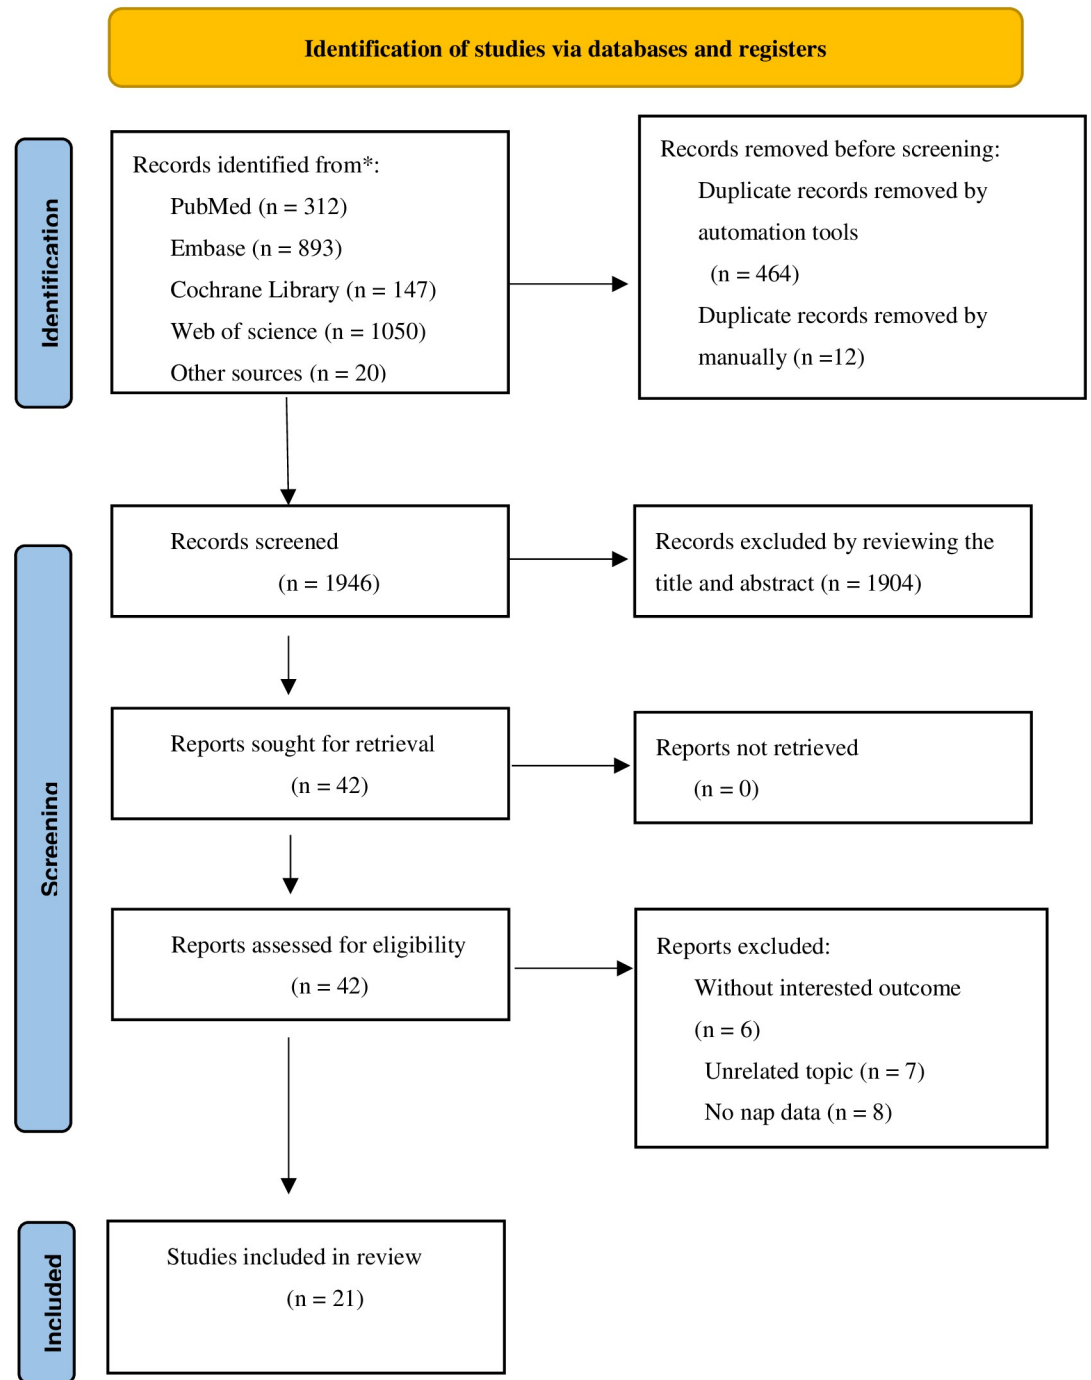 Identification of studies via databases and registers
Identification
Records identified from*:
PubMed (n = 312)
Embase (n = 893)
Cochrane Library (n = 147)
Web of science (n = 1050)
Other sources (n = 20)
Records removed before screening:
Duplicate records removed by
automation tools
(n = 464)
Duplicate records removed by
manually (n =12)
Screening
Records screened
(n = 1946)
Records excluded by reviewing the
title and abstract (n = 1904)
Reports sought for retrieval
(n = 42)
Reports not retrieved
(n = 0)
Reports assessed for eligibility
(n = 42)
Reports excluded:
Without interested outcome
(n = 6)
Unrelated topic (n = 7)
No nap data (n = 8)
Included
Studies included in review
(n = 21)